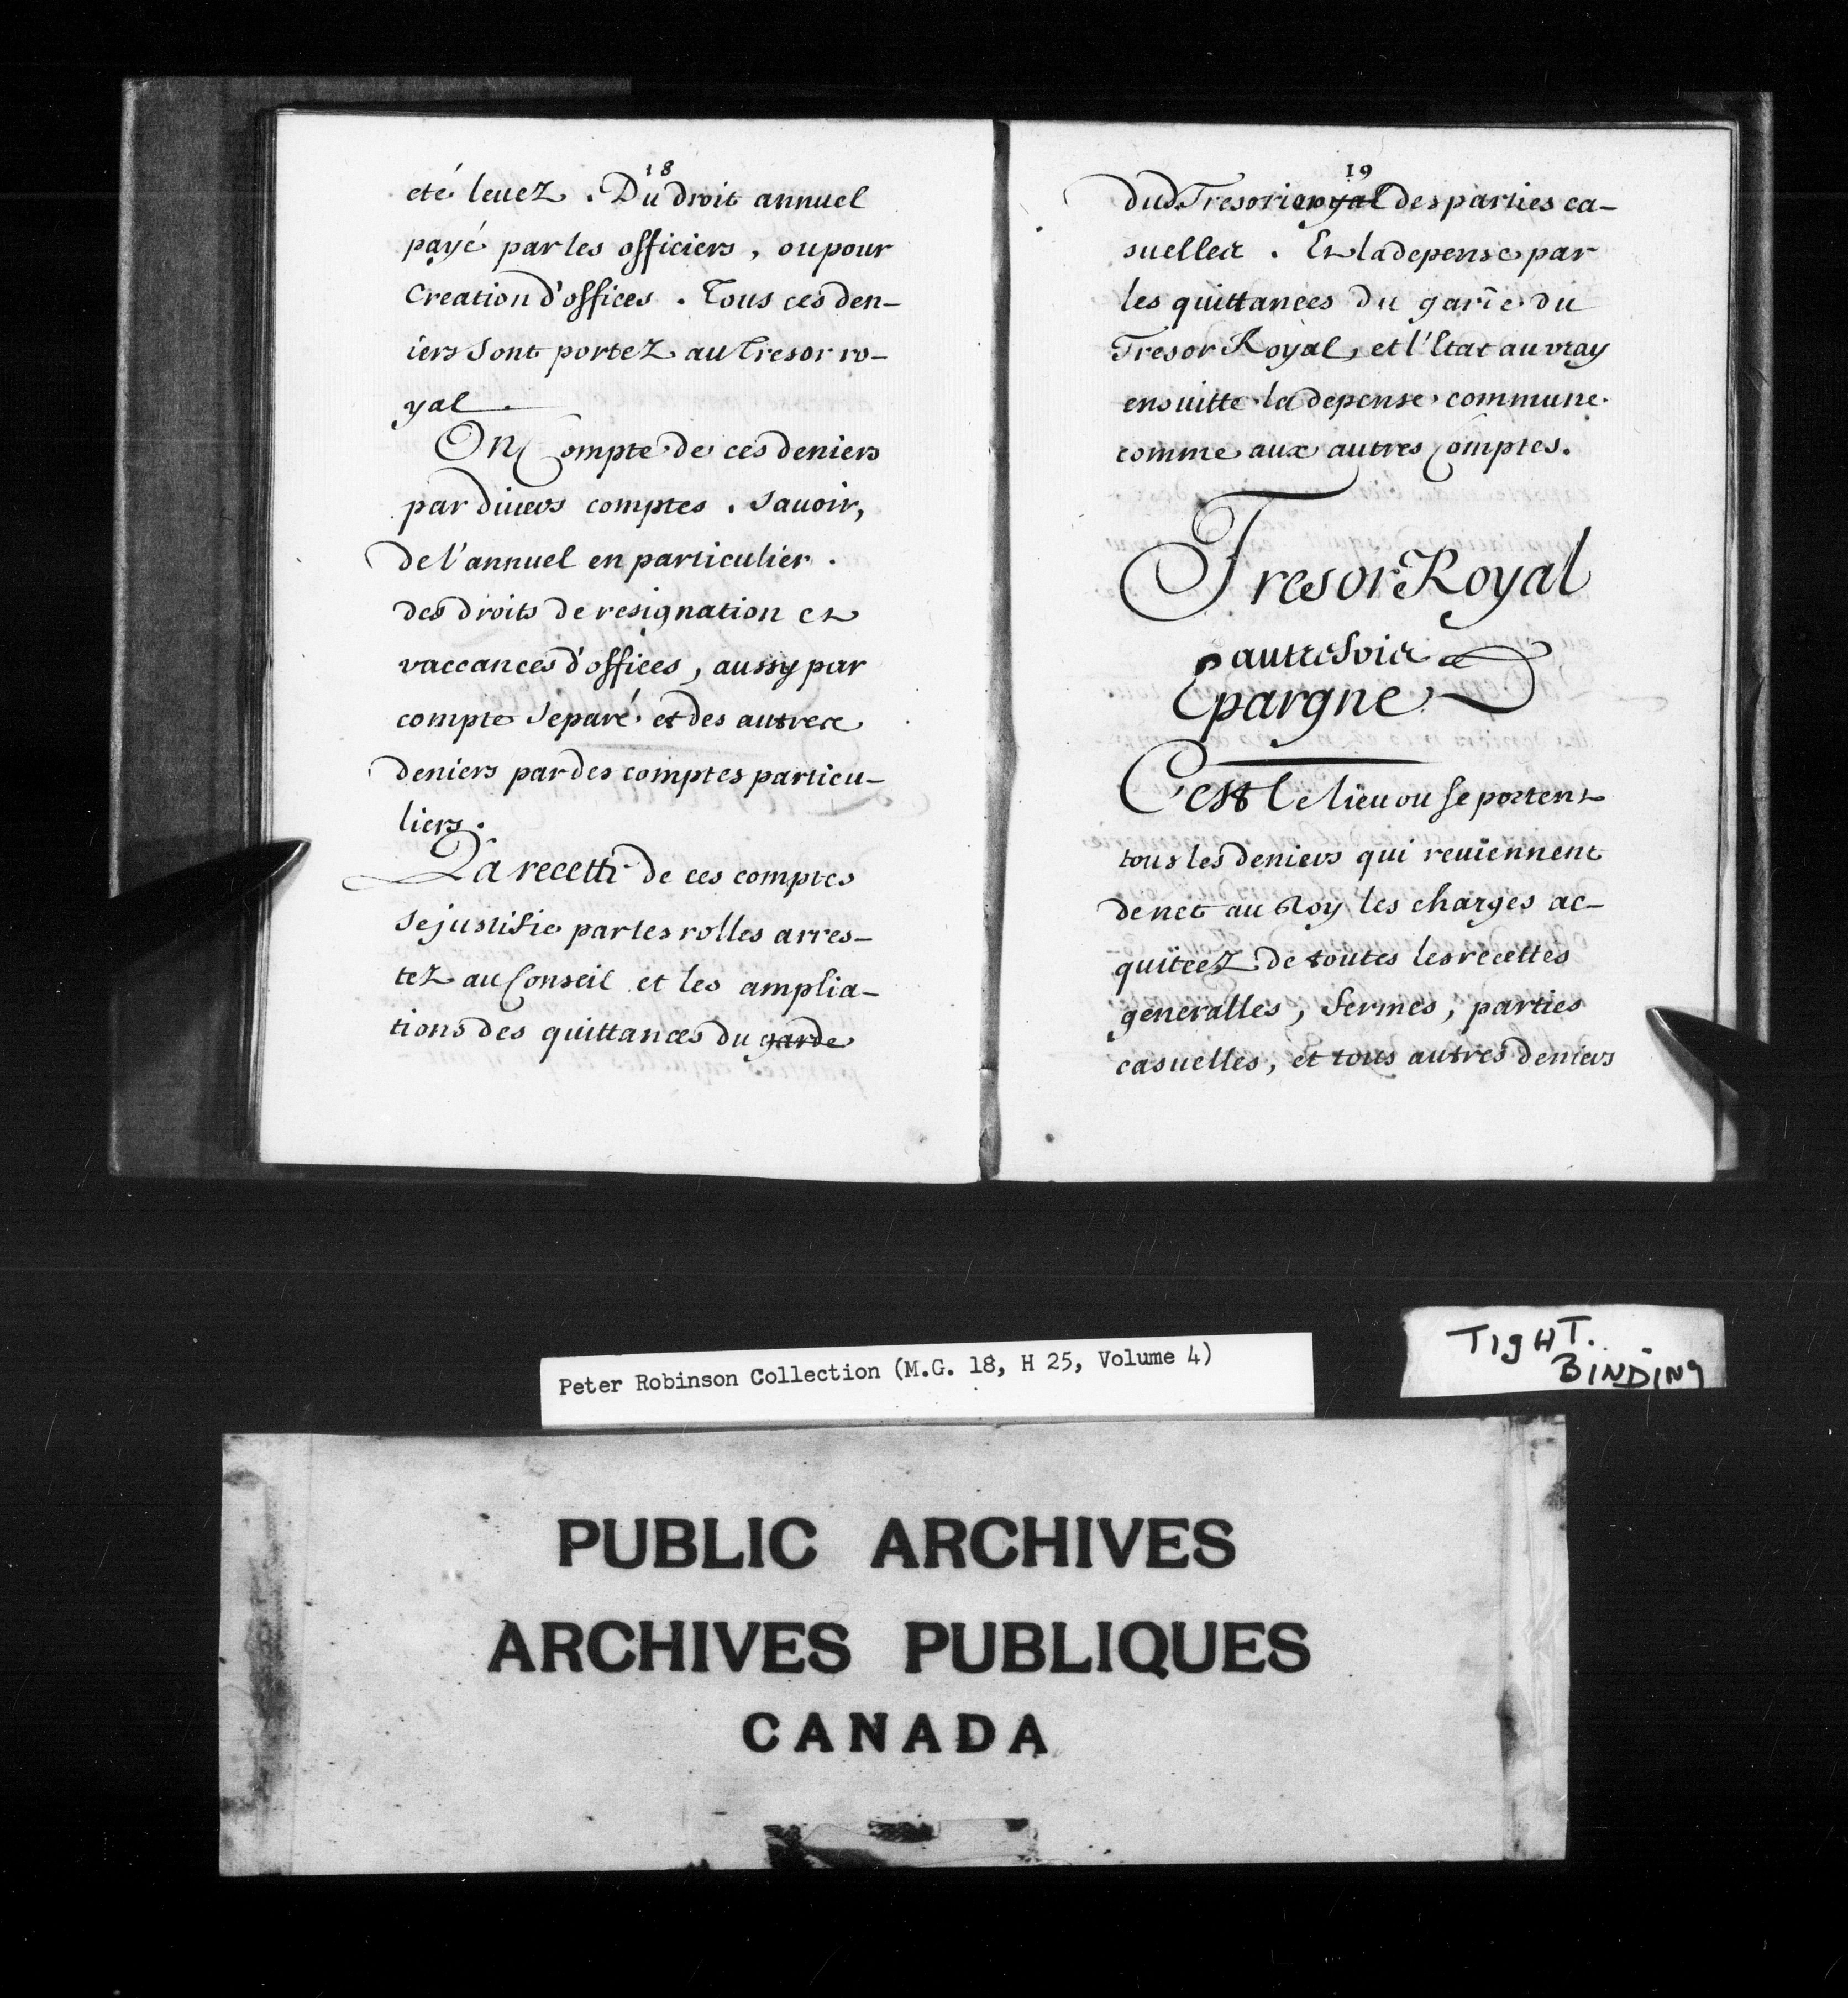 18
eté leuez . Du droit annuel
payé par les officiers , ou pour
Creation d'offices . Tous ces den-
iers sont portez au Tresor ro-
yal .
On Compte de ces deniers
par diuers comptes . sauoir,
de l'annuel en particulier .
des droits de resignation et
vaccances d'offices , aussy par
compte separé et des autres
deniers par des comptes particu-
liers .
La recette de ces comptes
se justifie par les rolles arres-
tez au Conseil et les amplia-
tions des quittances du garde
19
dud. Tresorier royal des parties ca-
suelles . Et la depense par
les quittances du garde du
Tresor Royal, et l'Etat au vray
ensuitte la depense commune
comme aux autres Comptes.
Tresor Royal
autresois
Epargne
C'est le lieu ou se portent
tous les deniers qui reuiennent
de net au Roy les charges ac-
quiteez de toutes les recettes
generalles, fermes, parties
casuelles, et tous autres deniers
Peter Robinson Collection (M.G. 18, H 25, Volume 4)
TIGHT.
BINDING
PUBLIC ARCHIVES
ARCHIVES PUBLIQUES
CANADA